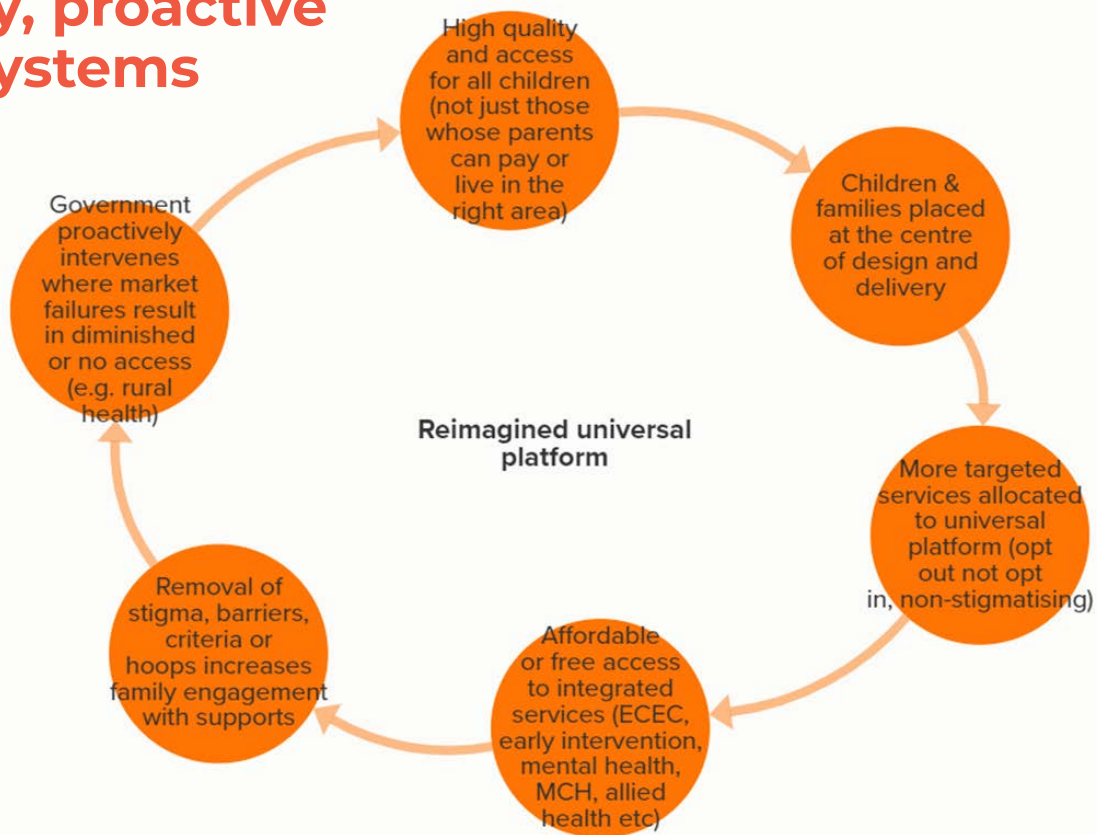 y, proactive
ystems
High quality
and access
for all children
(not just those
whose parents
can pay or
live in the
right area)
Children &
families placed
at the centre
of design and
delivery
More targeted
services allocated
to universal
platform (opt
out not opt
in, non-stigmatising)
Affordable
or free access
to integrated
services (ECEC,
early intervention,
mental health,
MCH, allied
health etc)
Removal of
stigma, barriers,
criteria or
hoops increases
family engagement
with supports
Government
proactively
intervenes
where market
failures result
in diminished
or no access
(e.g. rural
health)
Reimagined universal
platform